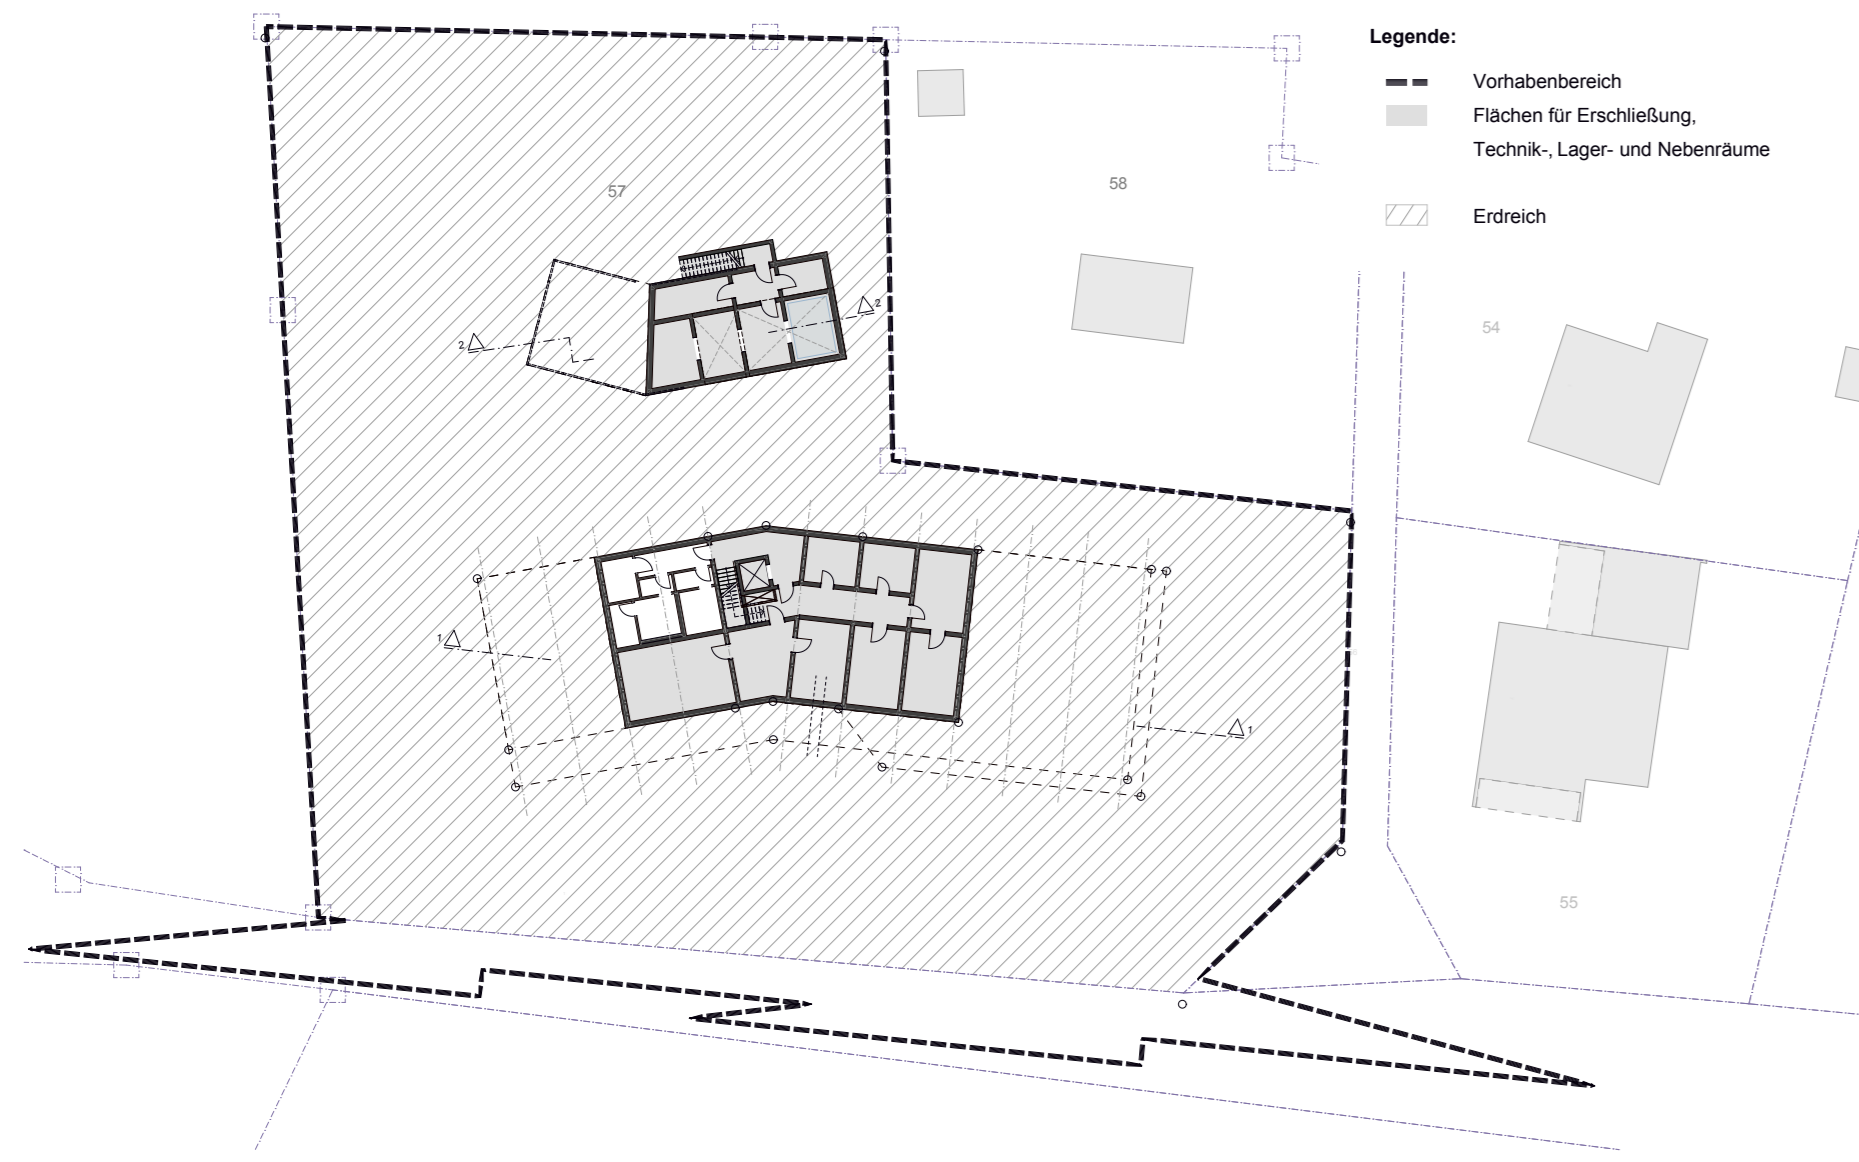 Legende:
Vorhabenbereich
Flächen für Erschließung,
Technik-, Lager- und Nebenräume
Erdreich
57
58
54
2
2
1
1
55